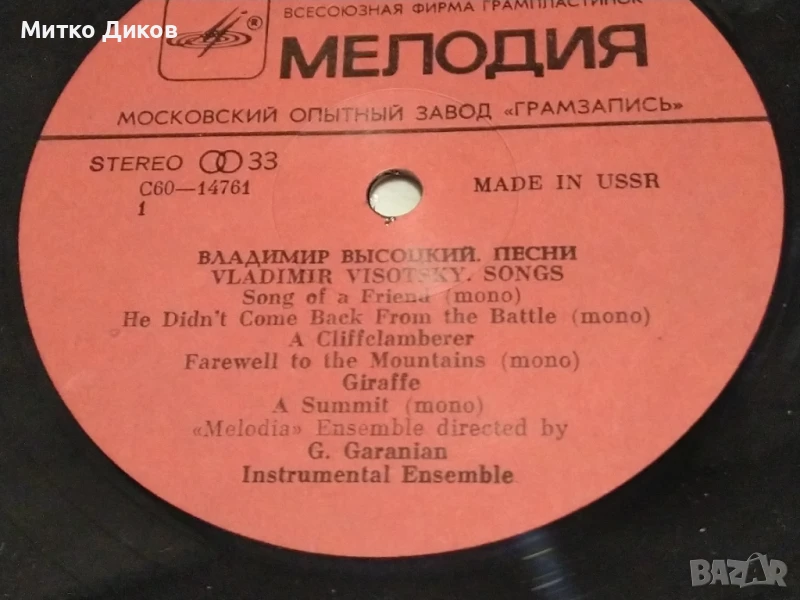 Митко Диков
ВСЕСОЮЗНАЯ ФИРМА ГРАМПЛАСТИНОК
МЕЛОДИЯ
МОСКОВСКИЙ ОПЫТНЫЙ ЗАВОД «ГРАМЗАПИСЬ»
STEREO 33
С60—14761
1
MADE IN USSR
ВЛАДИМИР ВЫСОЦКИЙ. ПЕСНИ
VLADIMIR VISOTSKY. SONGS
Song of a Friend (mono)
He Didn't Come Back From the Battle (mono)
A Cliffclamberer
Farewell to the Mountains (mono)
Giraffe
A Summit (mono)
«Melodia» Ensemble directed by
G. Garanian
Instrumental Ensemble
BAZAR